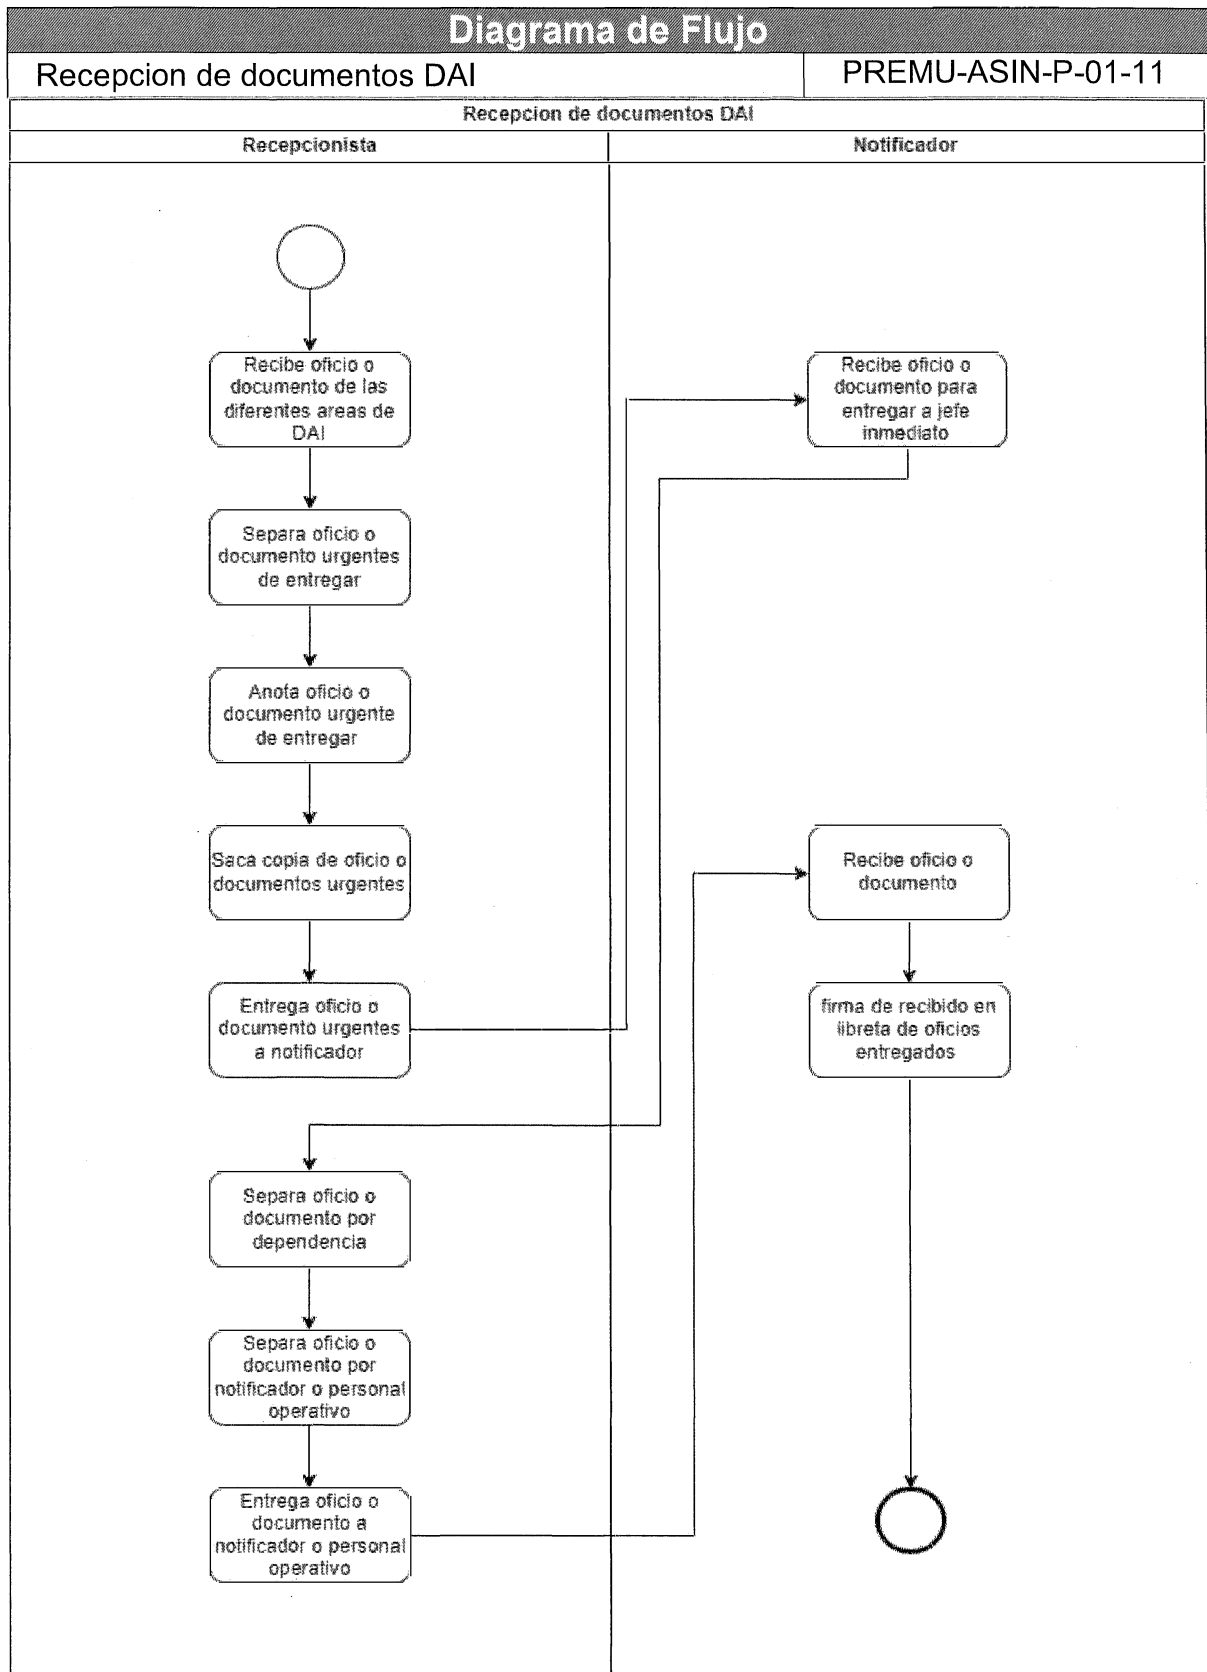 Diagrama de Flujo
Recepcion de documentos DAI
PREMU-ASIN-P-01-11
Recepcion de documentos DAI
Recepcionista
Notificador
Recibe oficio o
documento de las
diferentes areas de
DAI
Separa oficio o
documento urgentes
de entregar
Anota oficio o
documento urgente
de entregar
Saca copia de oficio o
documentos urgentes
Entrega oficio o
documento urgentes
a notificador
Recibe oficio o
documento para
entregar a jefe
inmediato
Separa oficio o
documento por
dependencia
Separa oficio o
documento por
notificador o personal
operativo
Entrega oficio o
documento a
notificador o personal
operativo
Recibe oficio o
documento
firma de recibido en
libreta de oficios
entregados